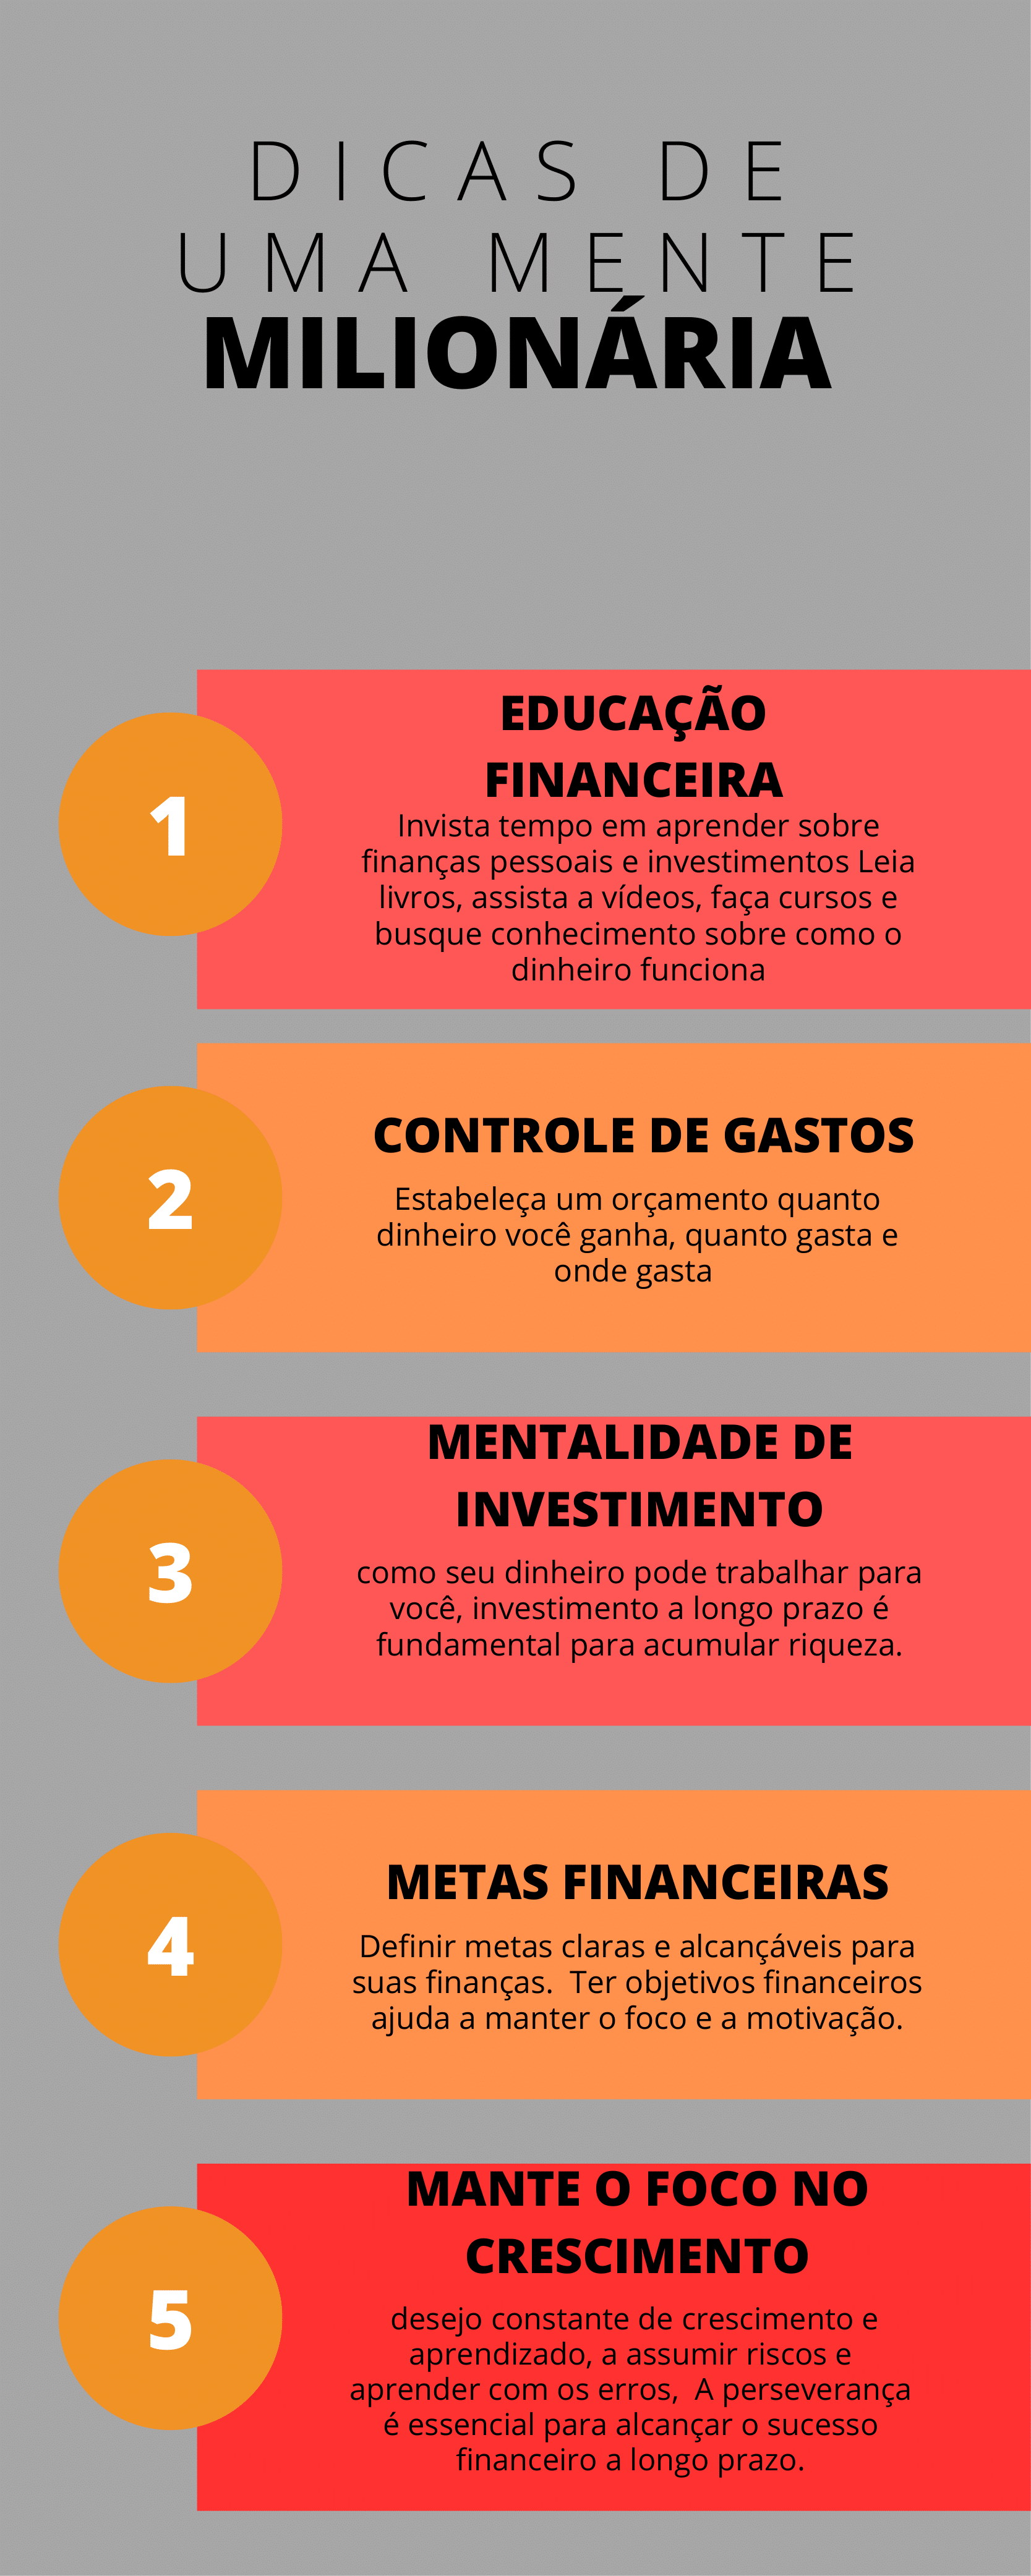 DICAS DE
UMA MENTE
MILIONÁRIA
1
EDUCAÇÃO
FINANCEIRA
Invista tempo em aprender sobre
finanças pessoais e investimentos Leia
livros, assista a vídeos, faça cursos e
busque conhecimento sobre como o
dinheiro funciona
2
CONTROLE DE GASTOS
Estabeleça um orçamento quanto
dinheiro você ganha, quanto gasta e
onde gasta
3
MENTALIDADE DE
INVESTIMENTO
como seu dinheiro pode trabalhar para
você, investimento a longo prazo é
fundamental para acumular riqueza.
4
METAS FINANCEIRAS
Definir metas claras e alcançáveis para
suas finanças.  Ter objetivos financeiros
ajuda a manter o foco e a motivação.
5
MANTE O FOCO NO
CRESCIMENTO
desejo constante de crescimento e
aprendizado, a assumir riscos e
aprender com os erros,  A perseverança
é essencial para alcançar o sucesso
financeiro a longo prazo.